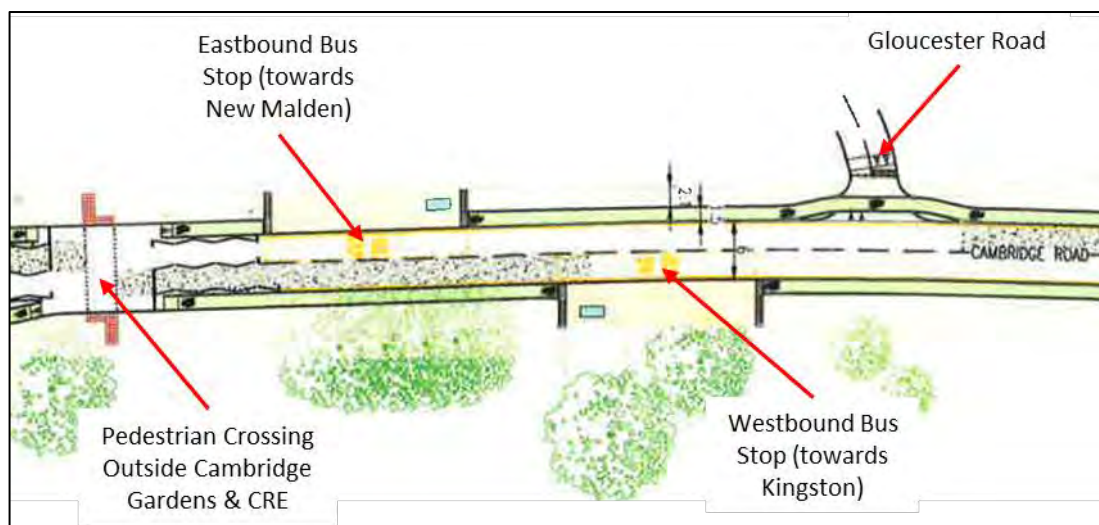 Eastbound Bus
Stop (towards
New Malden)
Gloucester Road
CAMBRIDGE ROAD
Pedestrian Crossing
Outside Cambridge
Gardens & CRE
Westbound Bus
Stop (towards
Kingston)